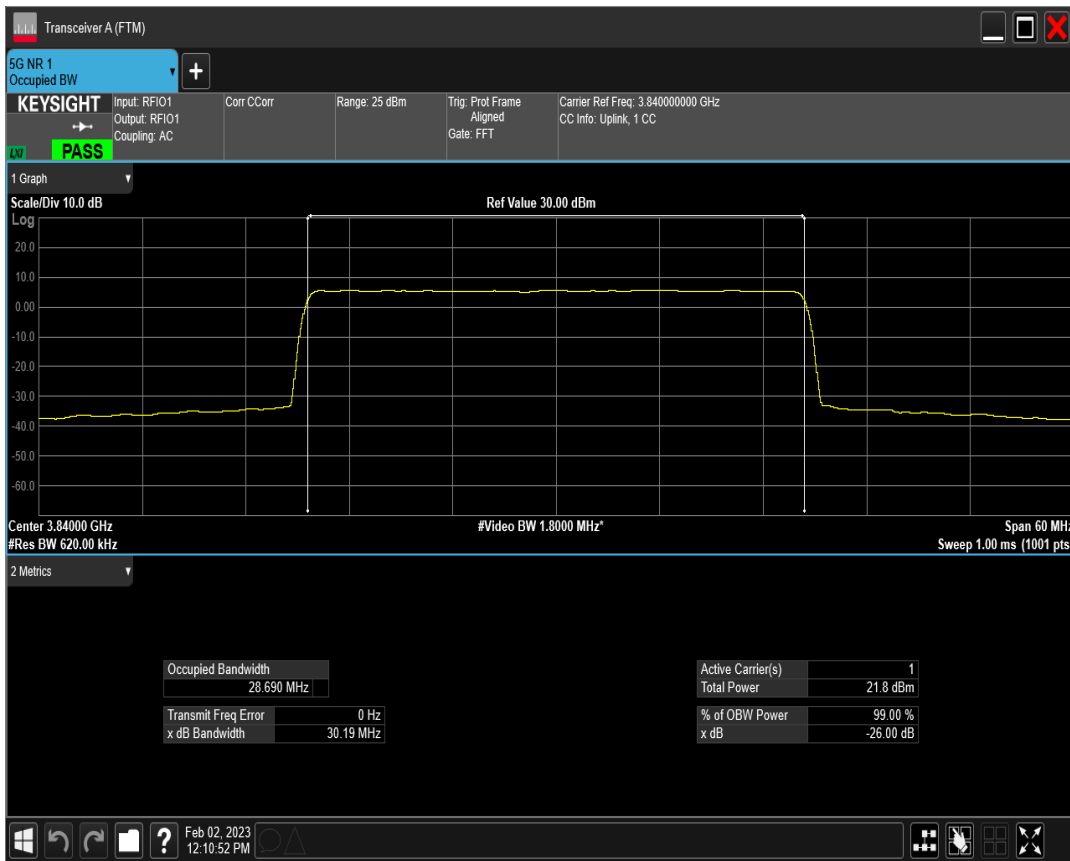 Transceiver A (FTM)
5G NR 1
Occupied BW
+
KEYSIGHT
LXI
PASS
Input: RFIO1
Output: RFIO1
Coupling: AC
Corr CCorr
Range: 25 dBm
Trig: Prot Frame
Aligned
Gate: FFT
Carrier Ref Freq: 3.840000000 GHz
CC Info: Uplink, 1 CC
1 Graph
Scale/Div 10.0 dB
Ref Value 30.00 dBm
Log
20.0
10.0
0.00
-10.0
-20.0
-30.0
-40.0
-50.0
-60.0
Center 3.84000 GHz
#Video BW 1.8000 MHz*
Span 60 MHz
#Res BW 620.00 kHz
Sweep 1.00 ms (1001 pts
2 Metrics
Occupied Bandwidth
28.690 MHz
Transmit Freq Error 0 Hz
x dB Bandwidth 30.19 MHz
Active Carrier(s) 1
Total Power 21.8 dBm
% of OBW Power 99.00 %
x dB -26.00 dB
?
Feb 02, 2023
12:10:52 PM